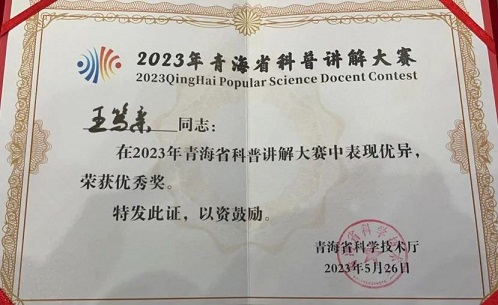 2023年青海省科普讲解大赛
2023QingHai Popular Science Docent Contest
王笃 同志：
在2023年青海省科普讲解大赛中表现优异，
荣获优秀奖。
特发此证，以资鼓励。
青海省科学技术厅
2023年5月26日